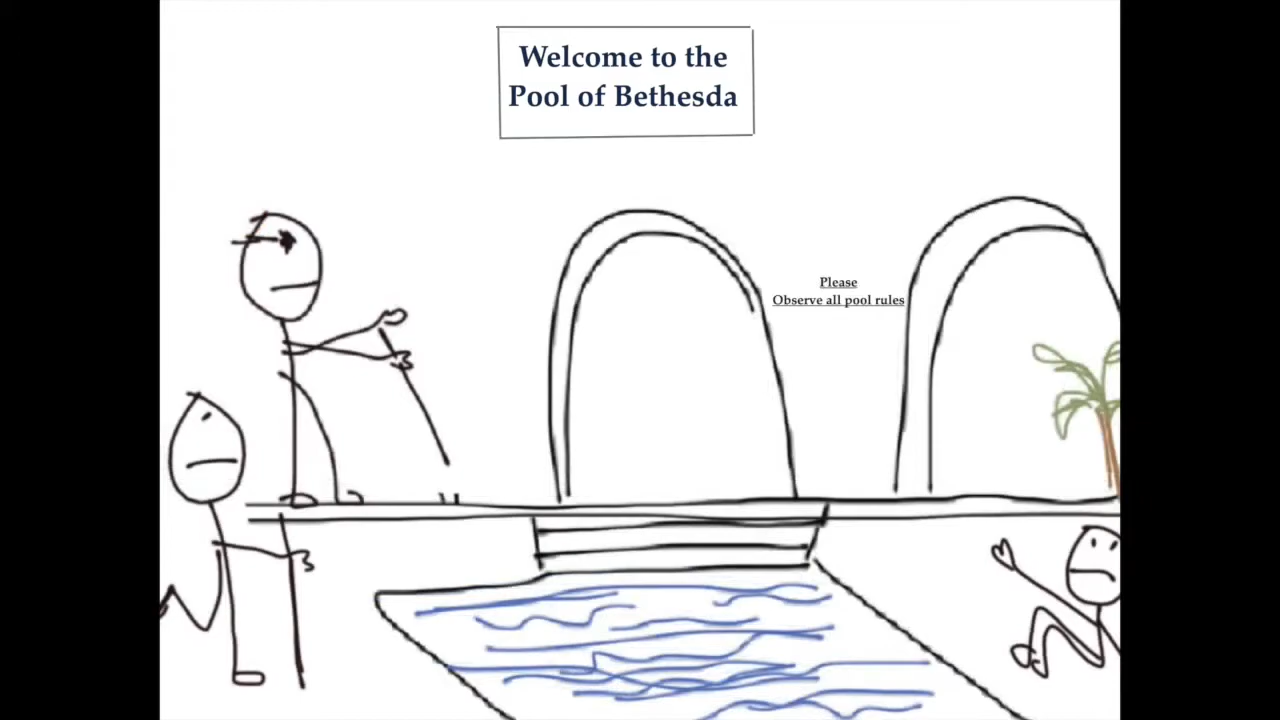 Welcome to the
Pool of Bethesda
Please
Observe all pool rules